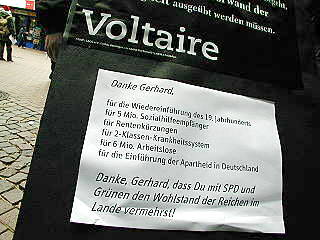 rwand der
ausgeübt werden müssen.
Voltaire
Danke Gerhard,
für die Wiedereinführung des 19. Jahrhunderts
für 5 Mio. Sozialhilfeempfänger
für Rentenkürzungen
für 2-Klassen-Krankheitssystem
für 6 Mio. Arbeitslose
für die Einführung der Apartheid in Deutschland
Danke, Gerhard, dass Du mit SPD und
Grünen den Wohlstand der Reichen im
Lande vermehrst!